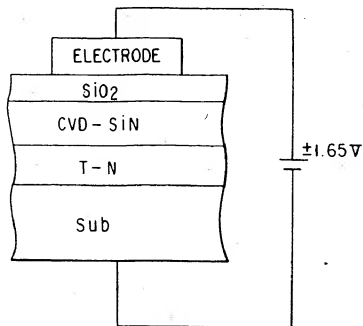 ELECTRODE
SiO2
CVD-SiN
T-N
±1.65V
Sub